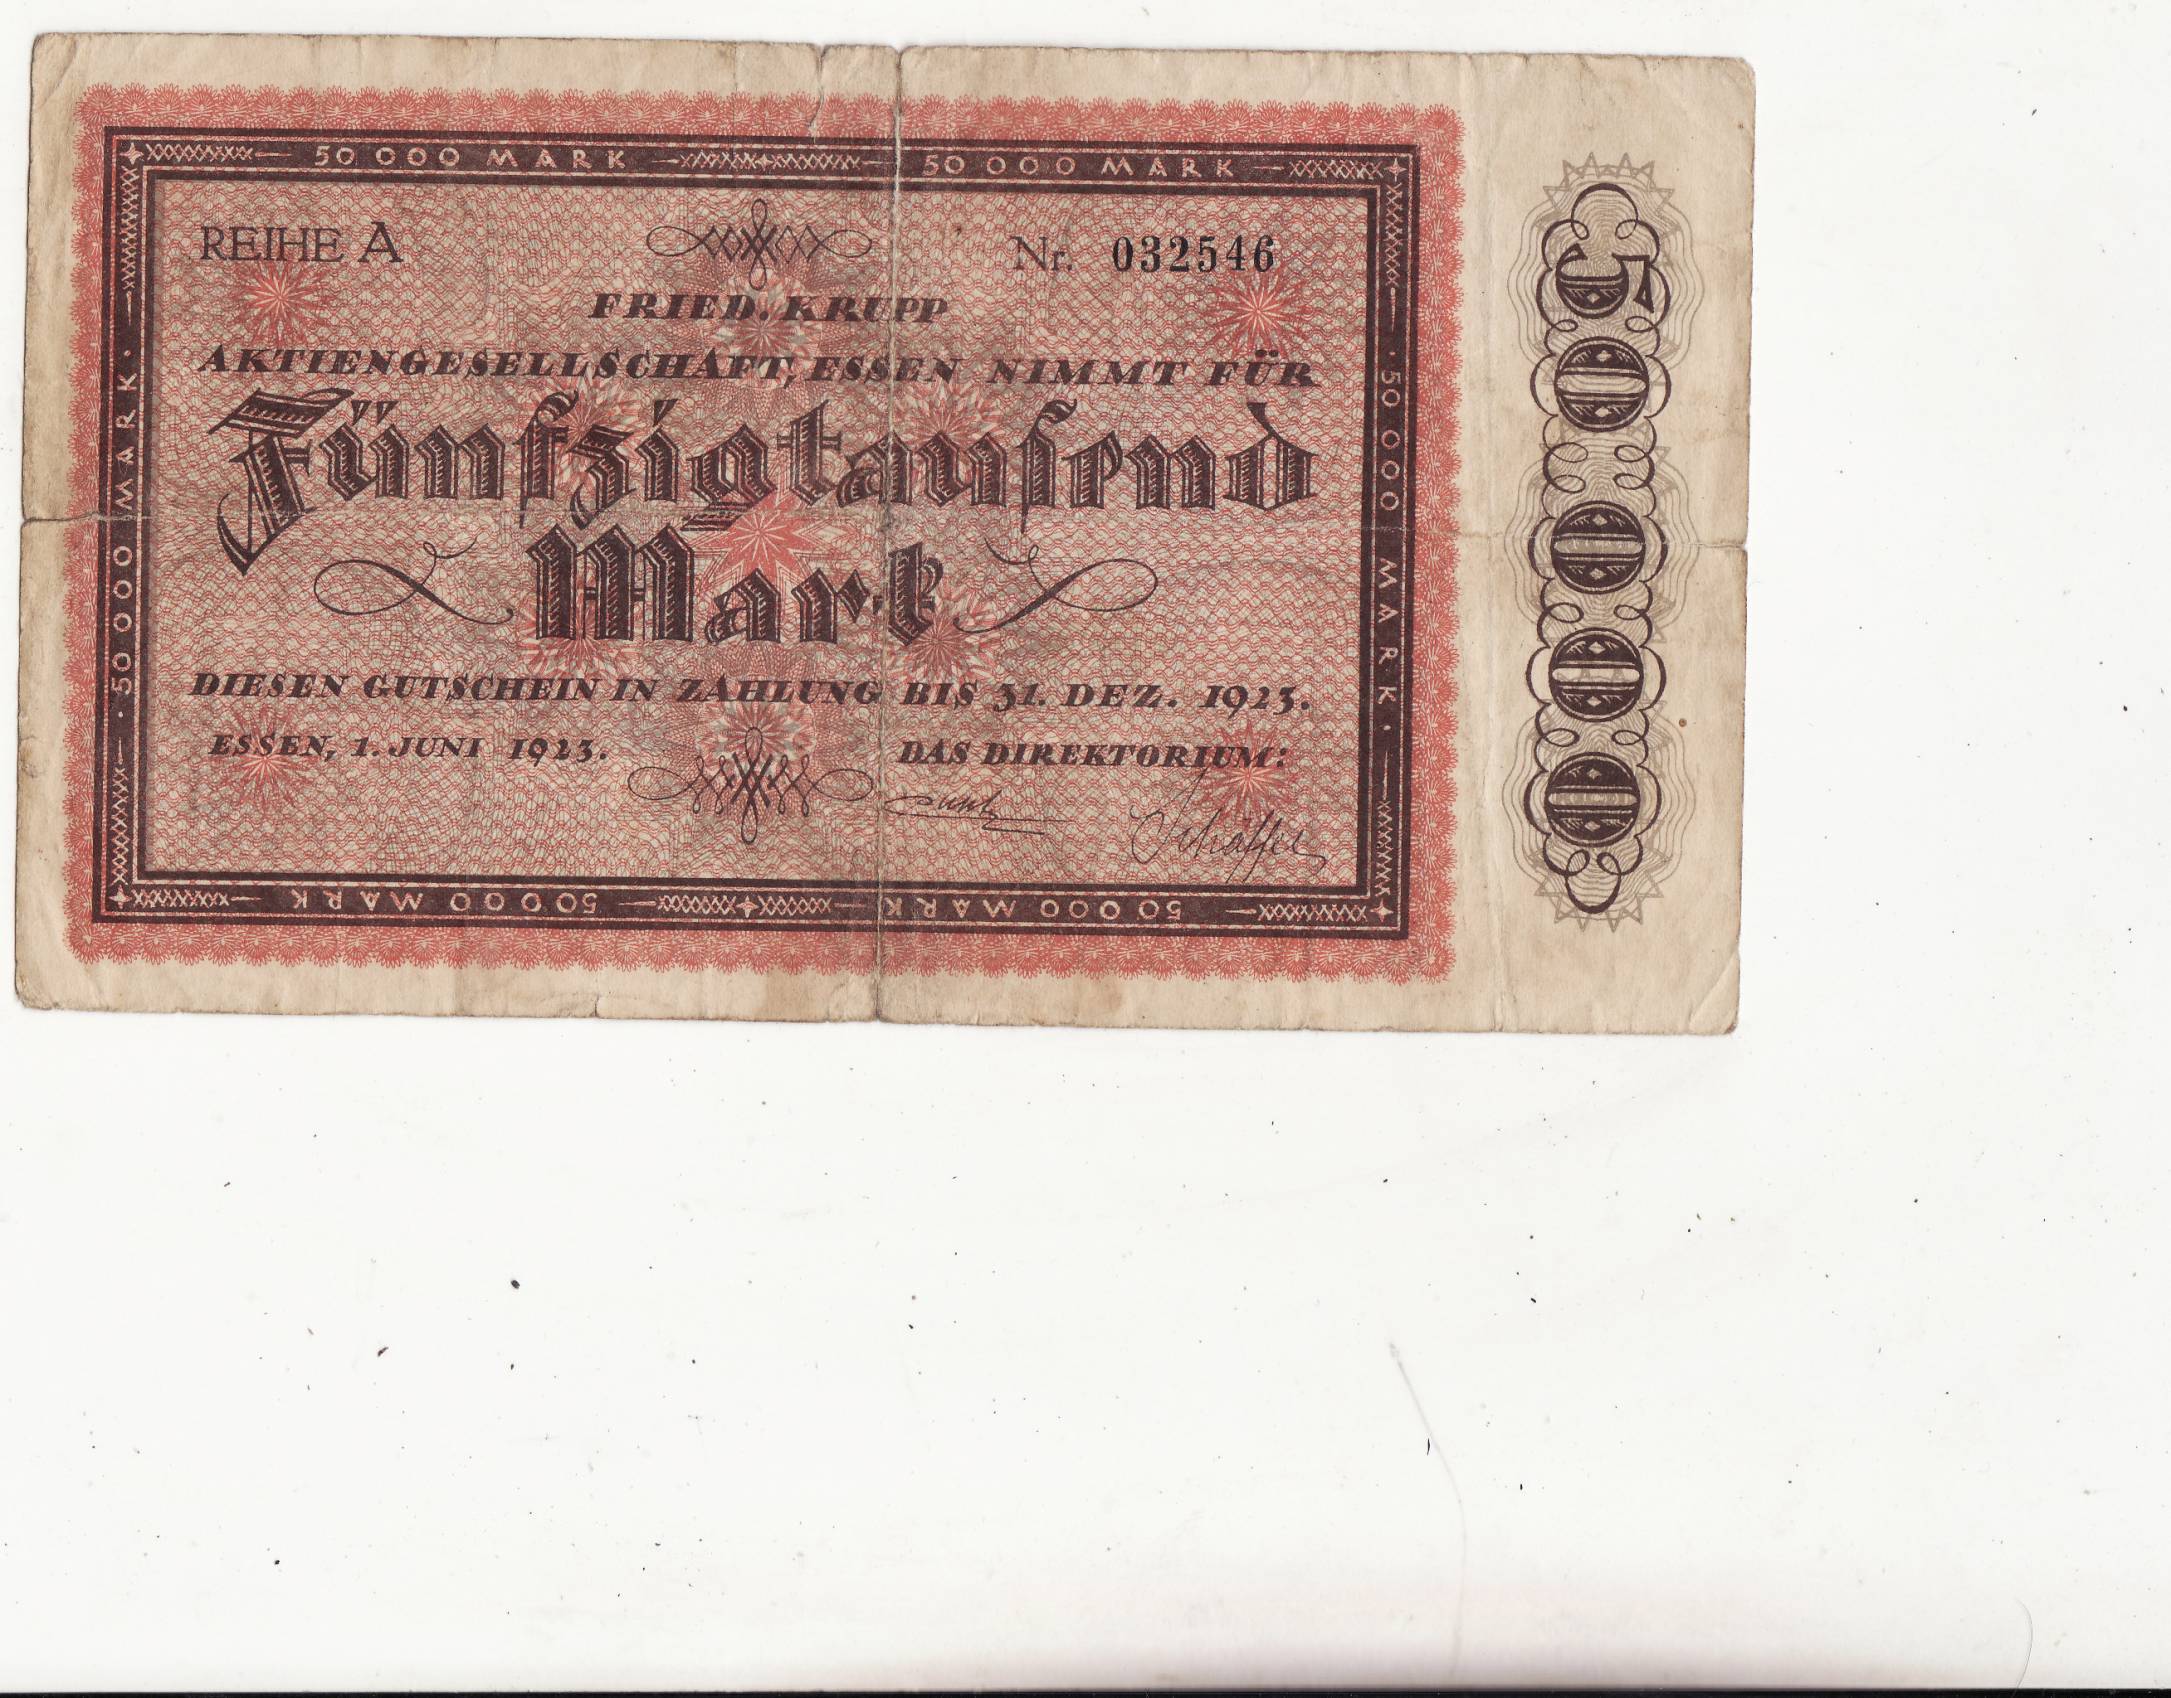 50 000 MARK 50 000 MARK
REIHE A Nr. 032546
FRIED. KRUPP
AKTIENGESELLSCHAFT, ESSEN NIMMT FÜR
Fünfzigtauſend
Mark
DIESEN GUTSCHEIN IN ZAHLUNG BIS 31. DEZ. 1923.
ESSEN, 1. JUNI 1923. DAS DIREKTORIUM:
Schäffer
50 000 MARK 50 000 MARK
· 50 000 MARK ·
· 50 000 MARK ·
50000